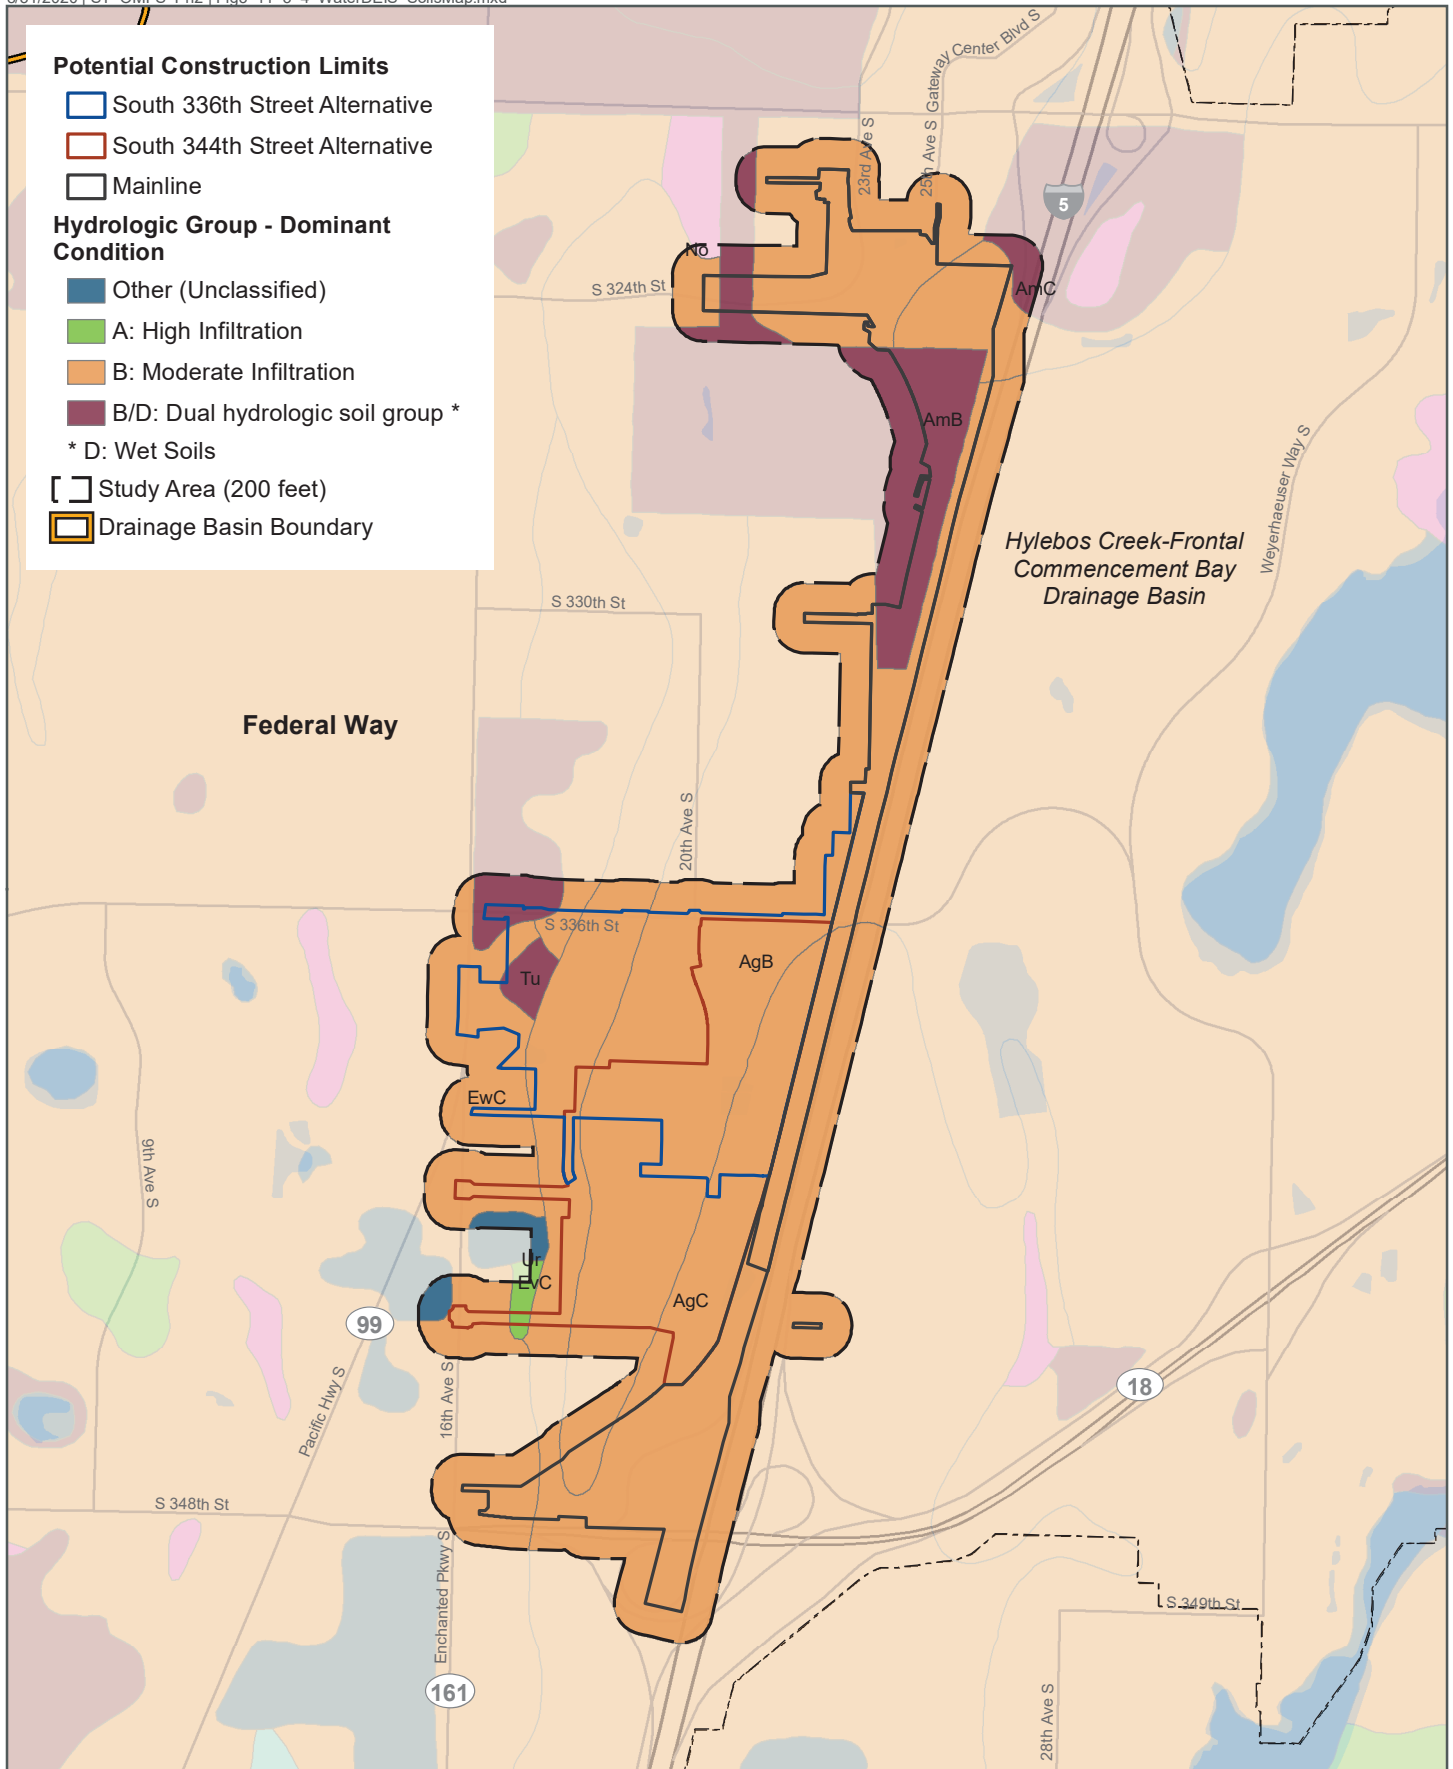 Potential Construction Limits
South 336th Street Alternative
South 344th Street Alternative
Mainline
Hydrologic Group - Dominant
Condition
Other (Unclassified)
A: High Infiltration
B: Moderate Infiltration
B/D: Dual hydrologic soil group *
* D: Wet Soils
Study Area (200 feet)
Drainage Basin Boundary
Gateway Center Blvd S
23rd Ave S
25th Ave S
5
No
S 324th St
AmC
AmB
Weyerhaeuser Way S
Hylebos Creek-Frontal
Commencement Bay
Drainage Basin
S 330th St
Federal Way
20th Ave S
S 336th St
AgB
Tu
EwC
9th Ave S
Ur
EvC
AgC
99
18
Pacific Hwy S
16th Ave S
S 348th St
Enchanted Pkwy S
S 349th St
161
28th Ave S